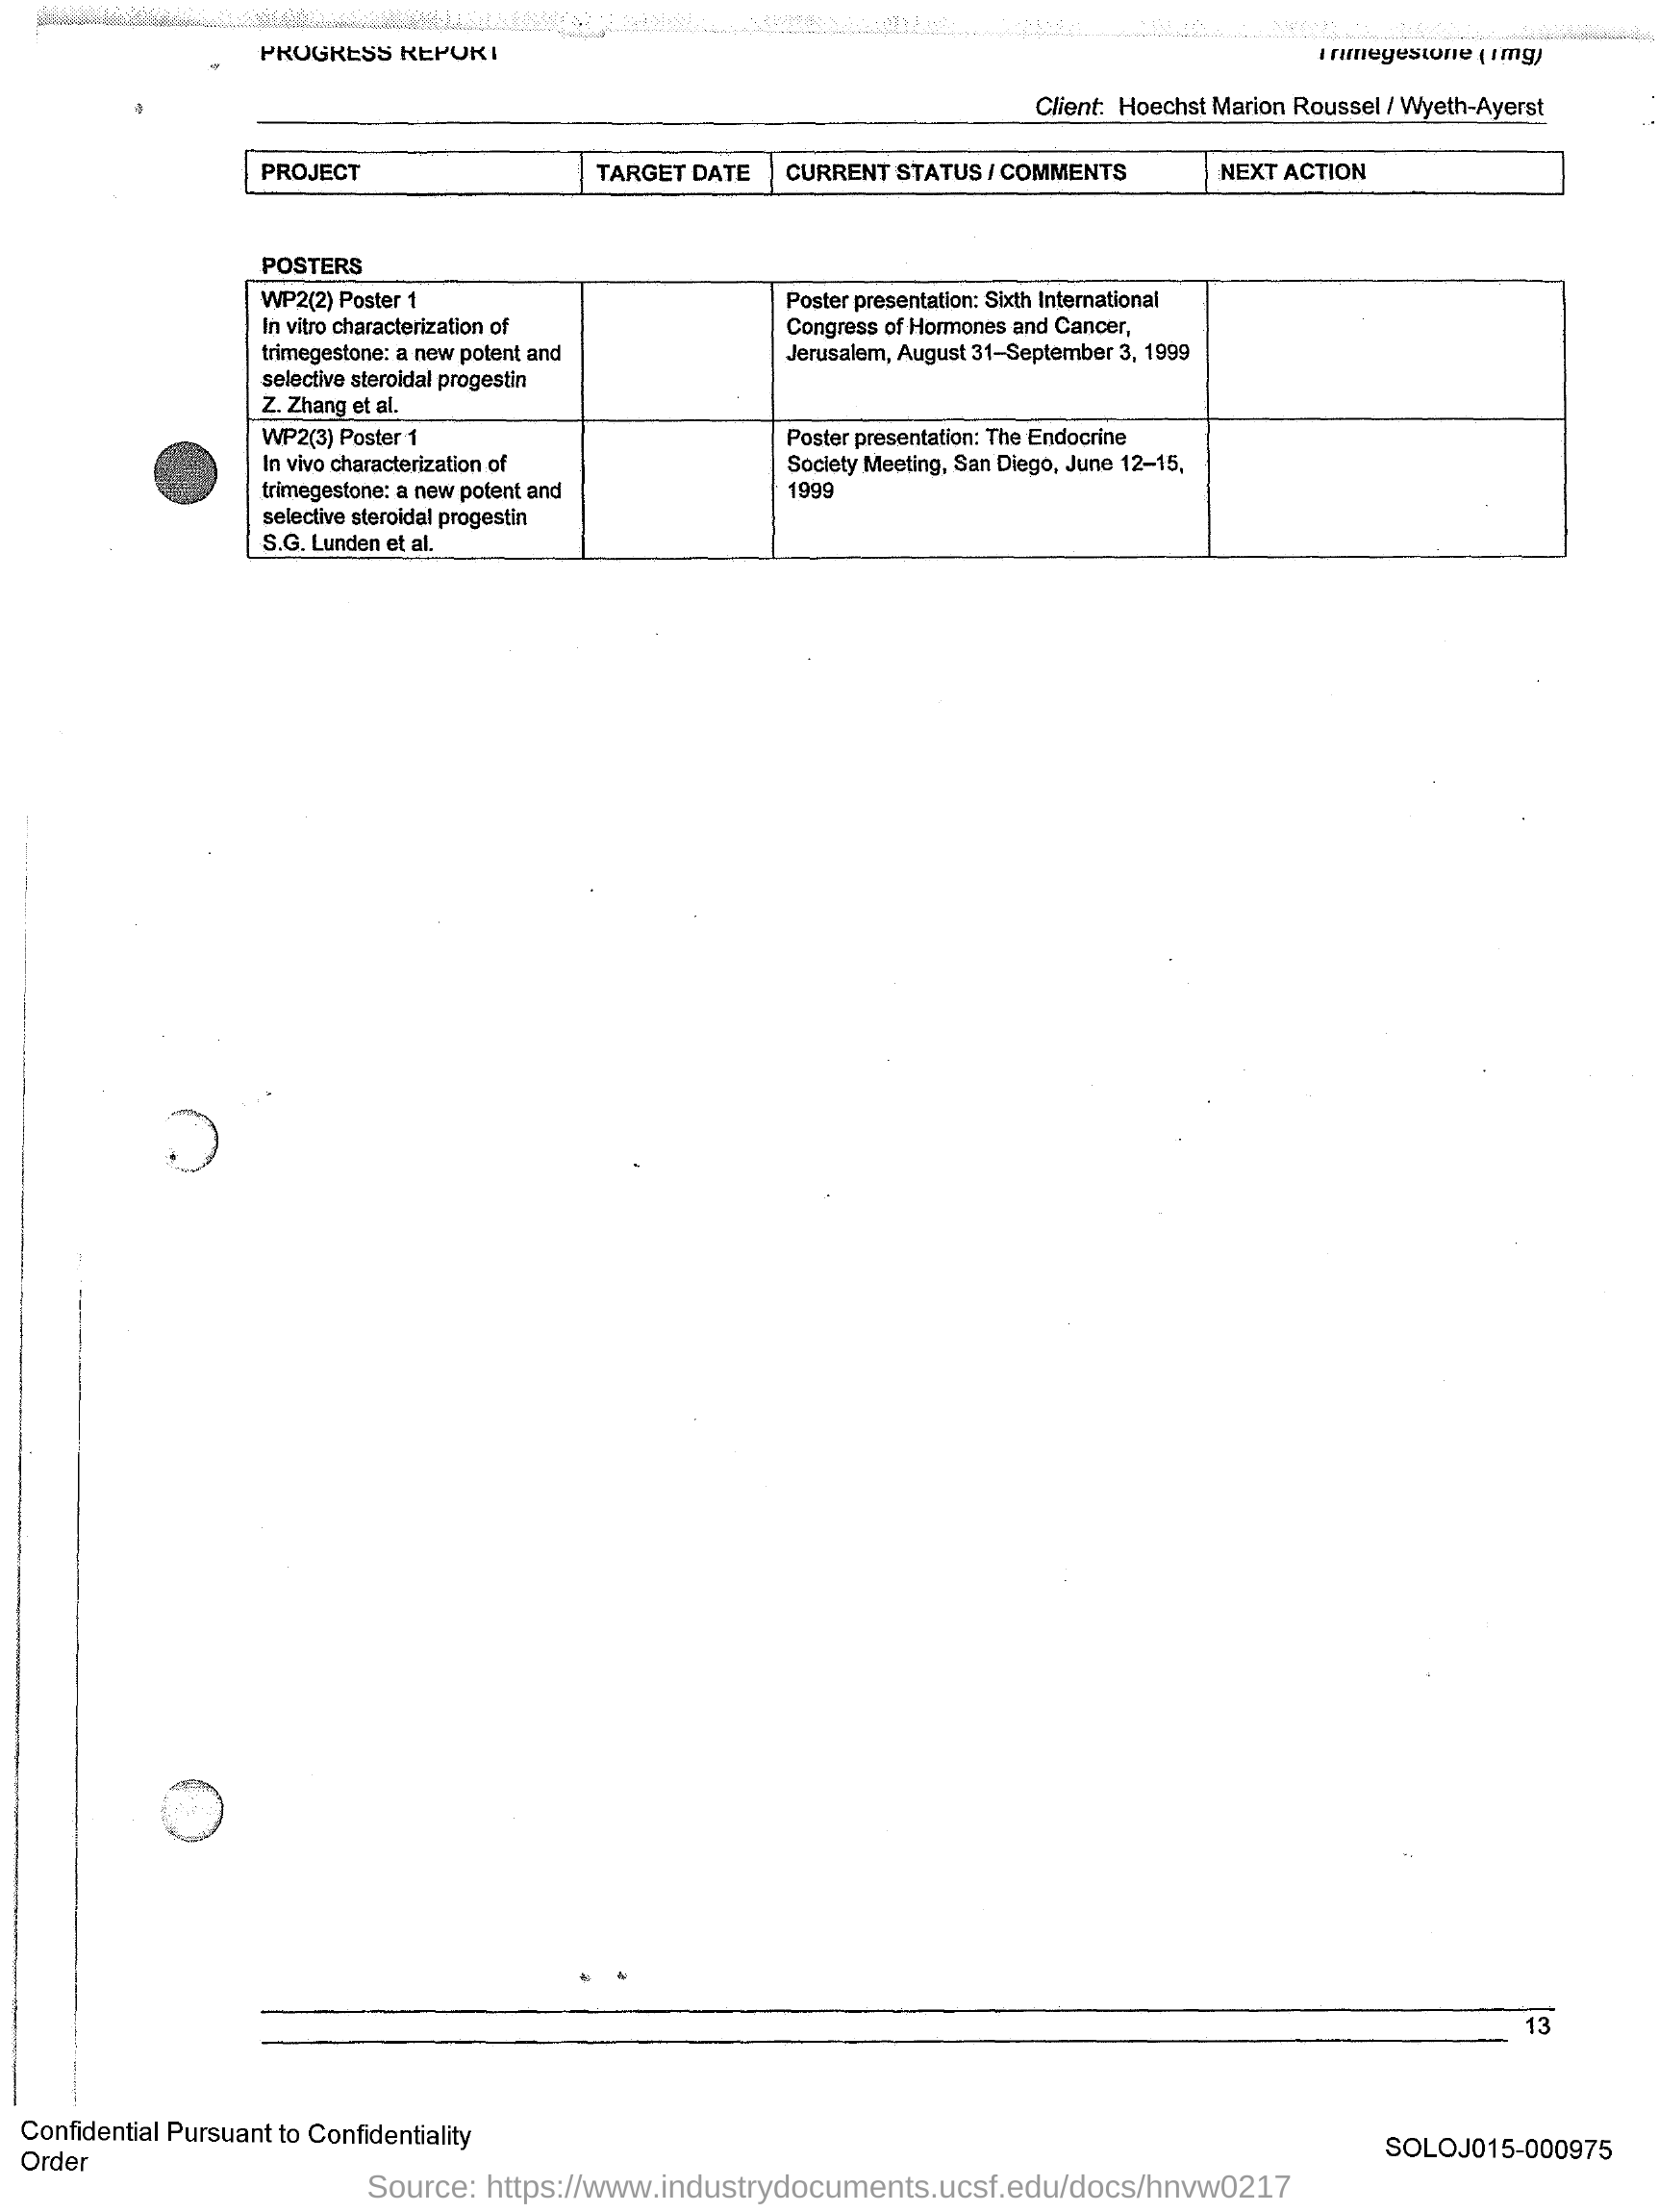 PROGRESS REPORT
Trimegestone (Tmg)
Client: Hoechst Marion Roussel / Wyeth-Ayerst
PROJECT TARGET DATE CURRENT STATUS / COMMENTS NEXT ACTION
POSTERS
WP2(2) Poster 1
In vitro characterization of
trimegestone: a new potent and
selective steroidal progestin
Z. Zhang et al.
Poster presentation: Sixth International
Congress of Hormones and Cancer,
Jerusalem, August 31–September 3, 1999
WP2(3) Poster 1
In vivo characterization of
trimegestone: a new potent and
selective steroidal progestin
S.G. Lunden et al.
Poster presentation: The Endocrine
Society Meeting, San Diego, June 12–15,
1999
13
Confidential Pursuant to Confidentiality
Order
SOLOJ015-000975
Source: https://www.industrydocuments.ucsf.edu/docs/hnvw0217